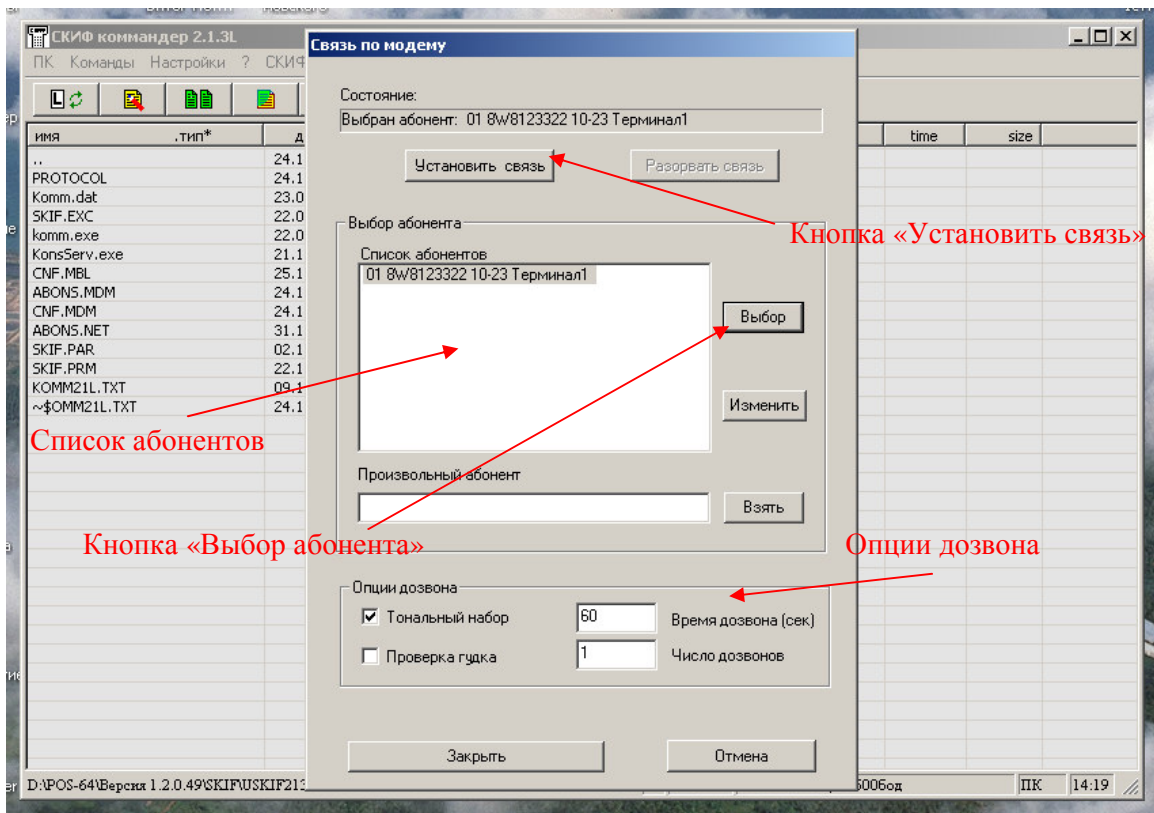 СКИФ коммандер 2.1.3L
ПК Команды Настройки ? СКИФ
имя .тип* д time size
.. 24.1
PROTOCOL 24.1
Komm.dat 23.0
SKIF.EXC 22.0
komm.exe 22.0
KonsServ.exe 21.1
CNF.MBL 25.1
ABONS.MDM 24.1
CNF.MDM 24.1
ABONS.NET 31.1
SKIF.PAR 02.1
SKIF.PRM 22.1
KOMM21L.TXT 09.1
~$OMM21L.TXT 24.1
Связь по модему
Состояние:
Выбран абонент: 01 8W8123322 10-23 Терминал1
Установить связь Разорвать связь
Кнопка «Установить связь»
Выбор абонента
Список абонентов
01 8W8123322 10-23 Терминал1
Выбор
Изменить
Список абонентов
Произвольный абонент
Взять
Кнопка «Выбор абонента»
Опции дозвона
Опции дозвона
Тональный набор 60 Время дозвона (сек)
Проверка гудка 1 Число дозвонов
Закрыть Отмена
D:\POS-64\Версия 1.2.0.49\SKIF\USKIF213 ПК 14:19